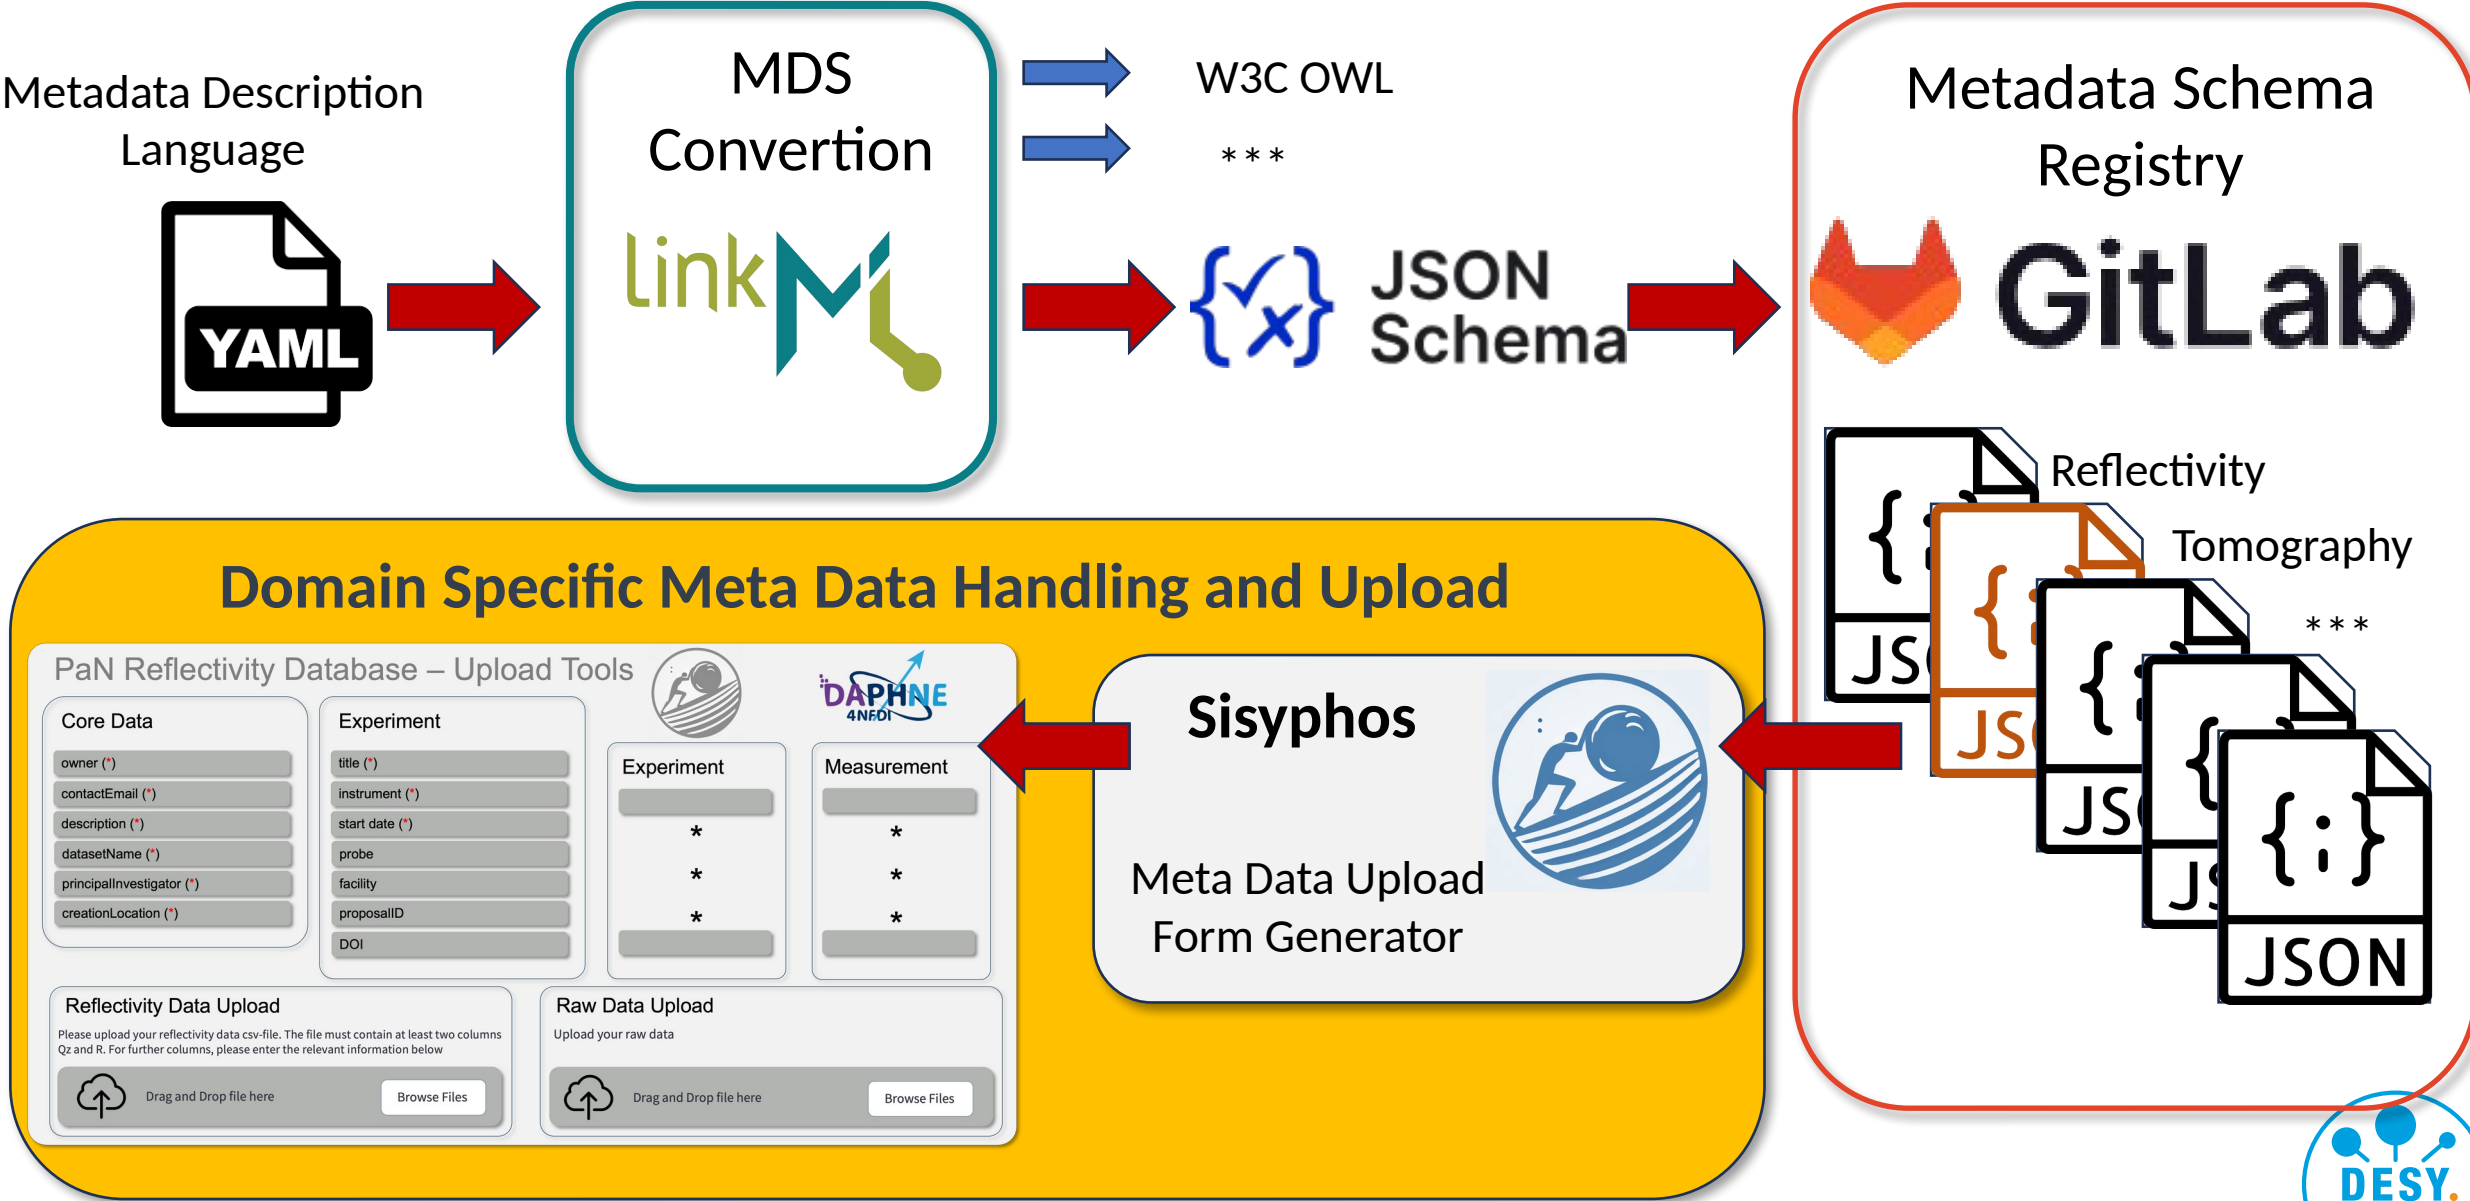 Metadata Description
Language
YAML
MDS
Convertion
linkML
W3C OWL
***
JSON
Schema
Metadata Schema
Registry
GitLab
Reflectivity
Tomography
***
{;}
JSON
Domain Specific Meta Data Handling and Upload
PaN Reflectivity Database – Upload Tools
DAPHNE
4NFDI
Core Data
owner (*)
contactEmail (*)
description (*)
datasetName (*)
principalInvestigator (*)
creationLocation (*)
Experiment
title (*)
instrument (*)
start date (*)
probe
facility
proposalID
DOI
Experiment
*
*
*
Measurement
*
*
*
Reflectivity Data Upload
Please upload your reflectivity data csv-file. The file must contain at least two columns
Qz and R. For further columns, please enter the relevant information below
Drag and Drop file here
Browse Files
Raw Data Upload
Upload your raw data
Drag and Drop file here
Browse Files
Sisyphos
Meta Data Upload
Form Generator
DESY.